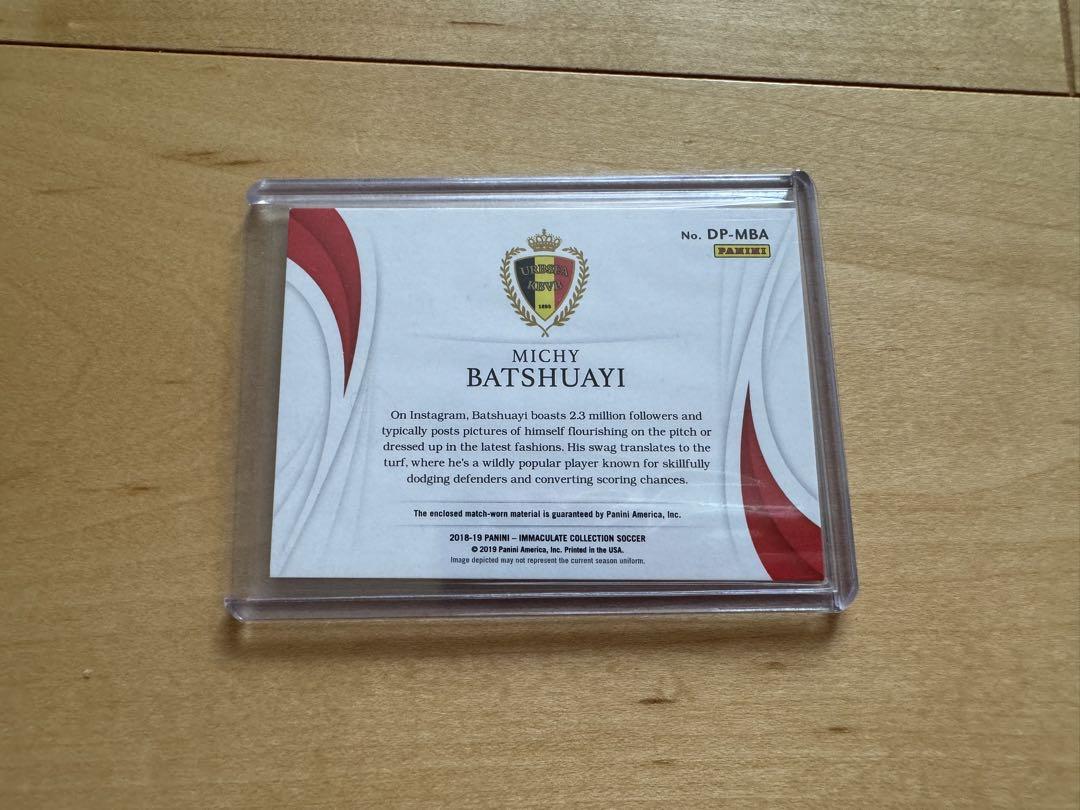 No. DP-MBA
PANINI
URBSFA
KBVB
1895
MICHY
BATSHUAYI
On Instagram, Batshuayi boasts 2.3 million followers and
typically posts pictures of himself flourishing on the pitch or
dressed up in the latest fashions. His swag translates to the
turf, where he's a wildly popular player known for skillfully
dodging defenders and converting scoring chances.
The enclosed match-worn material is guaranteed by Panini America, Inc.
2018-19 PANINI – IMMACULATE COLLECTION SOCCER
© 2019 Panini America, Inc. Printed in the USA.
Image depicted may not represent the current season uniform.